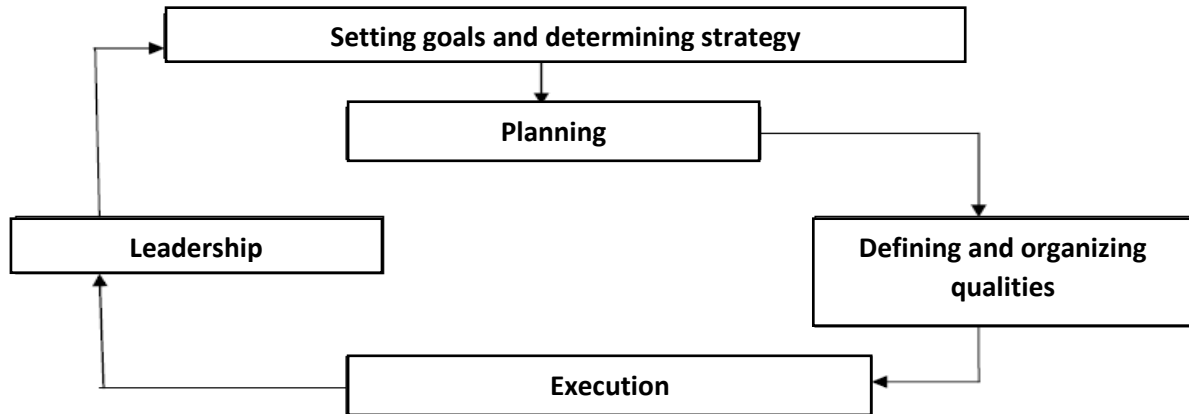 Setting goals and determining strategy
Planning
Leadership
Defining and organizing
qualities
Execution